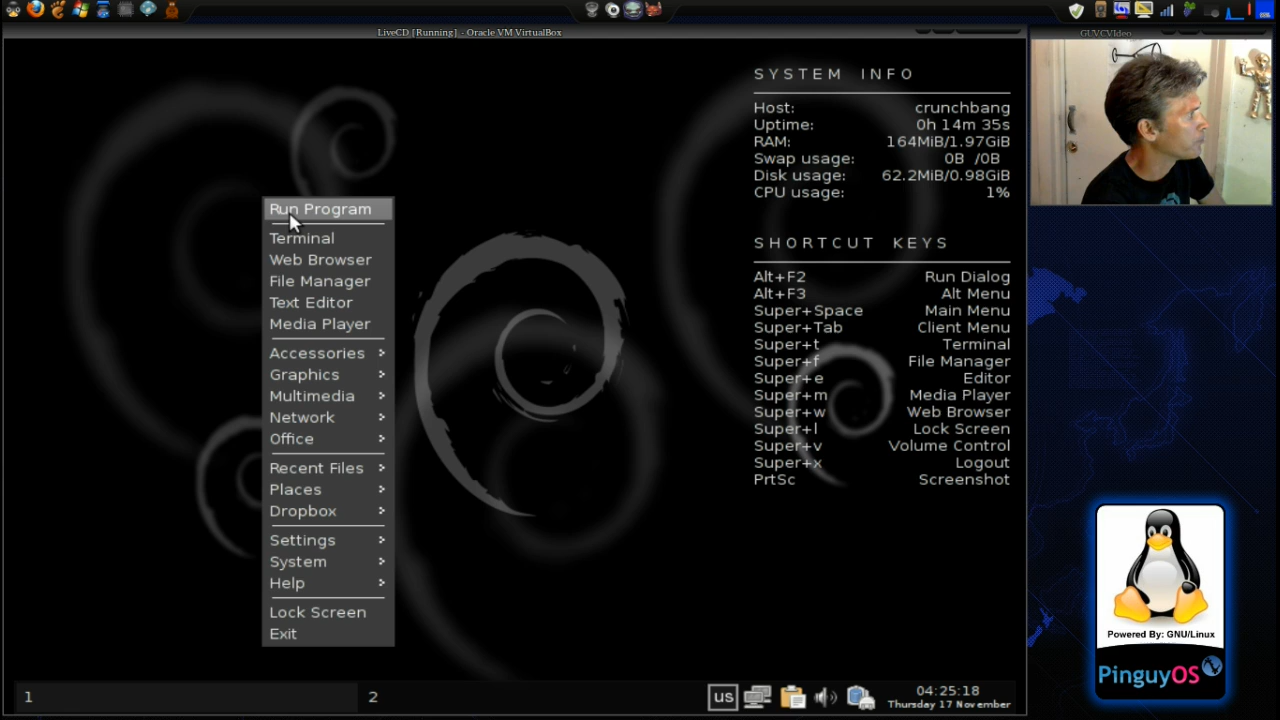 LiveCD [Running] - Oracle VM VirtualBox
GUVCVideo
SYSTEM INFO
Host: crunchbang
Uptime: 0h 14m 35s
RAM: 164MiB/1.97GiB
Swap usage: 0B /0B
Disk usage: 62.2MiB/0.98GiB
CPU usage: 1%
SHORTCUT KEYS
Alt+F2 Run Dialog
Alt+F3 Alt Menu
Super+Space Main Menu
Super+Tab Client Menu
Super+t Terminal
Super+f File Manager
Super+e Editor
Super+m Media Player
Super+w Web Browser
Super+l Lock Screen
Super+v Volume Control
Super+x Logout
PrtSc Screenshot
Run Program
Terminal
Web Browser
File Manager
Text Editor
Media Player
Accessories
Graphics
Multimedia
Network
Office
Recent Files
Places
Dropbox
Settings
System
Help
Lock Screen
Exit
1
2
us
04:25:18
Thursday 17 November
Powered By: GNU/Linux
PinguyOS